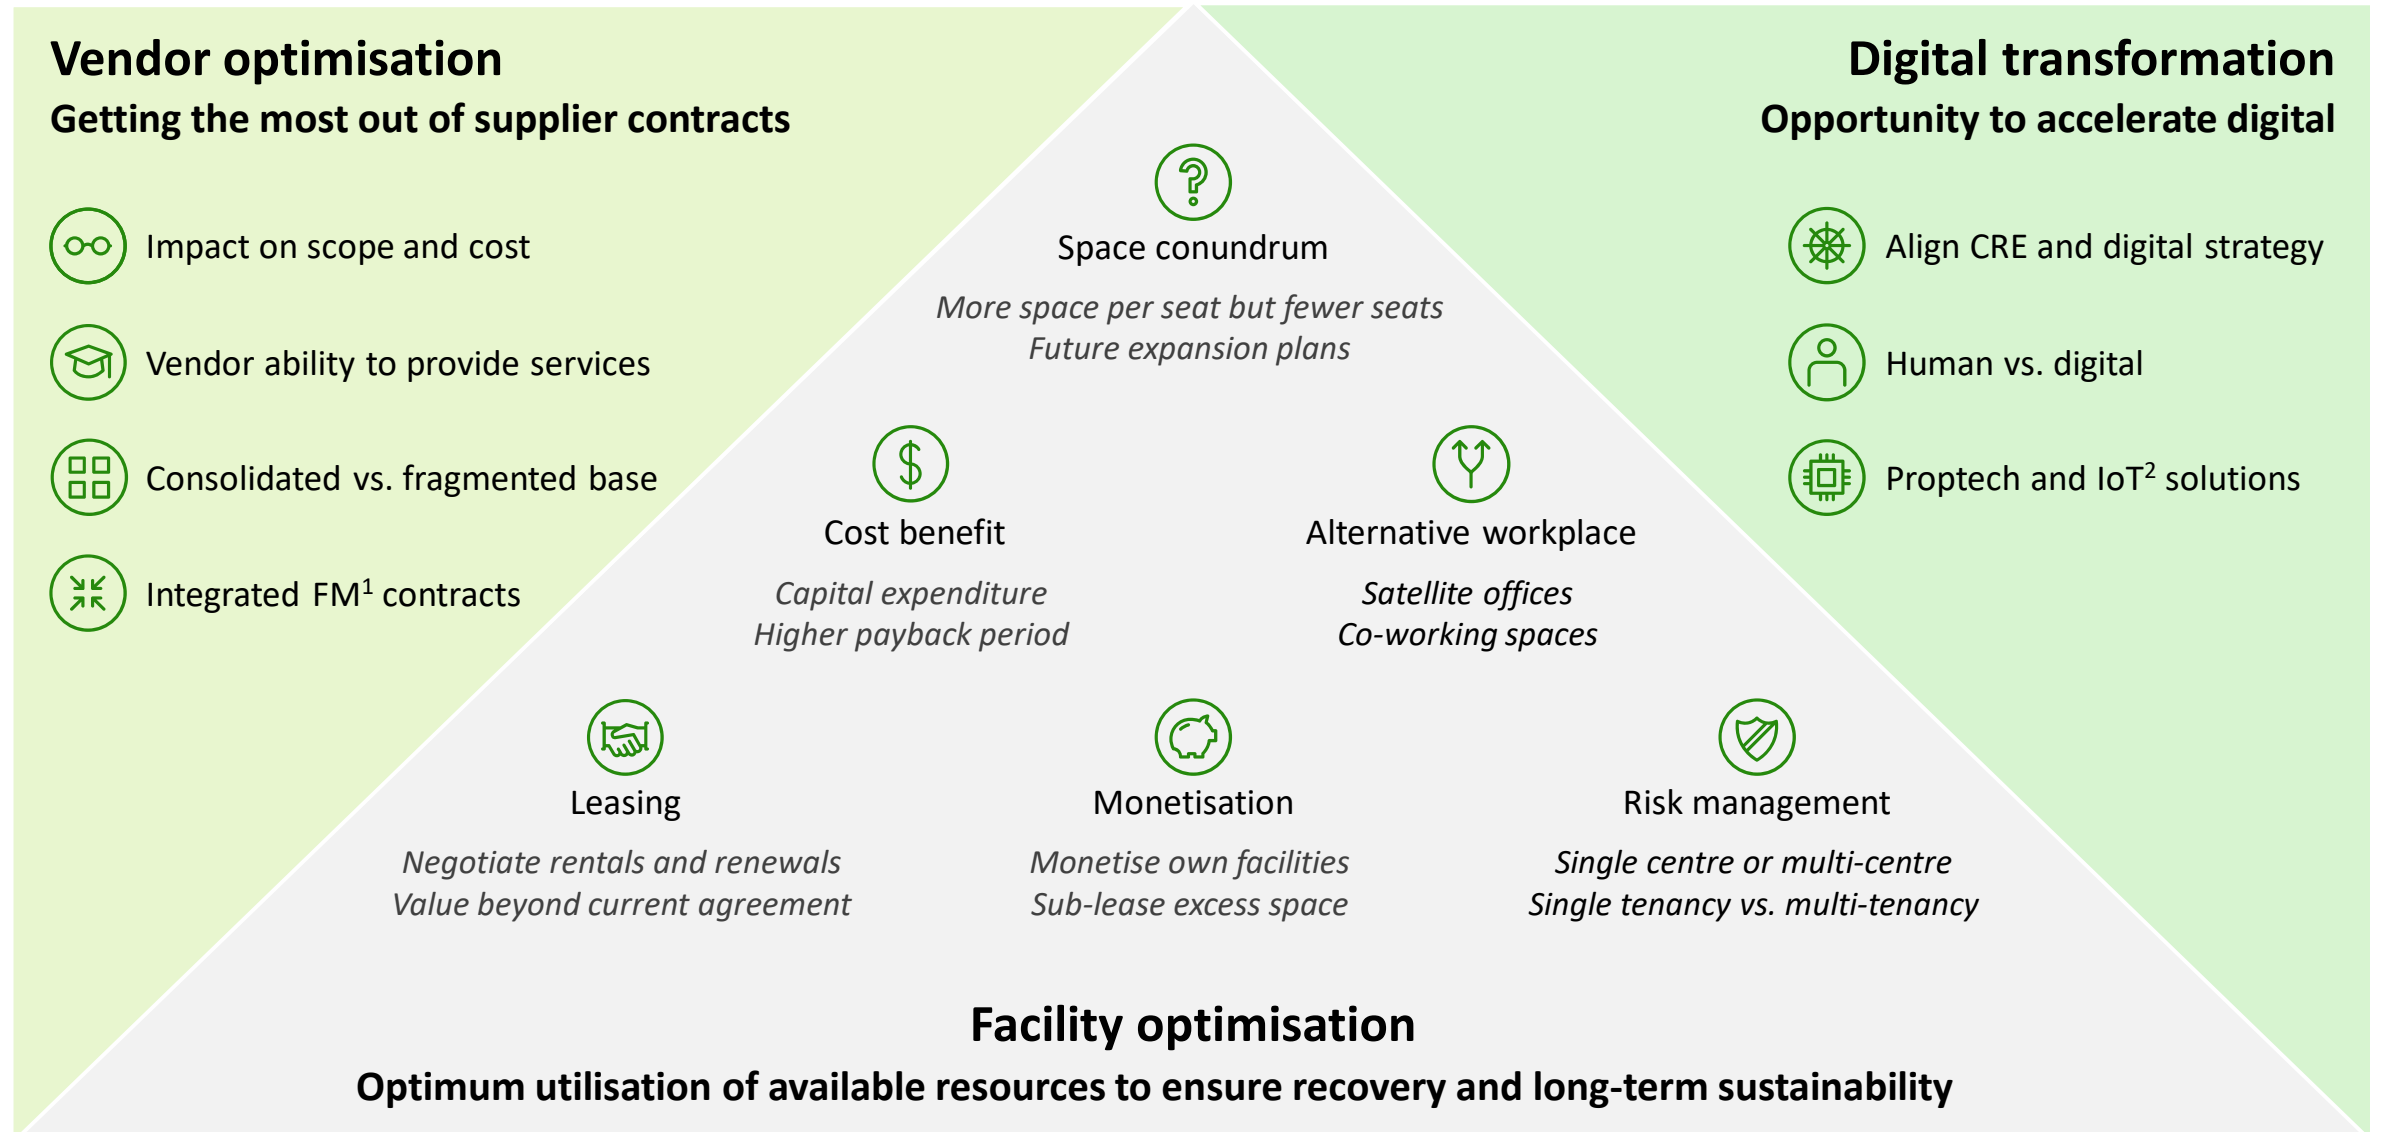 Vendor optimisation
Getting the most out of supplier contracts
Impact on scope and cost
Vendor ability to provide services
Consolidated vs. fragmented base
Integrated FM¹ contracts
Digital transformation
Opportunity to accelerate digital
Align CRE and digital strategy
Human vs. digital
Proptech and IoT² solutions
Space conundrum
More space per seat but fewer seats
Future expansion plans
Cost benefit
Capital expenditure
Higher payback period
Alternative workplace
Satellite offices
Co-working spaces
Leasing
Negotiate rentals and renewals
Value beyond current agreement
Monetisation
Monetise own facilities
Sub-lease excess space
Risk management
Single centre or multi-centre
Single tenancy vs. multi-tenancy
Facility optimisation
Optimum utilisation of available resources to ensure recovery and long-term sustainability